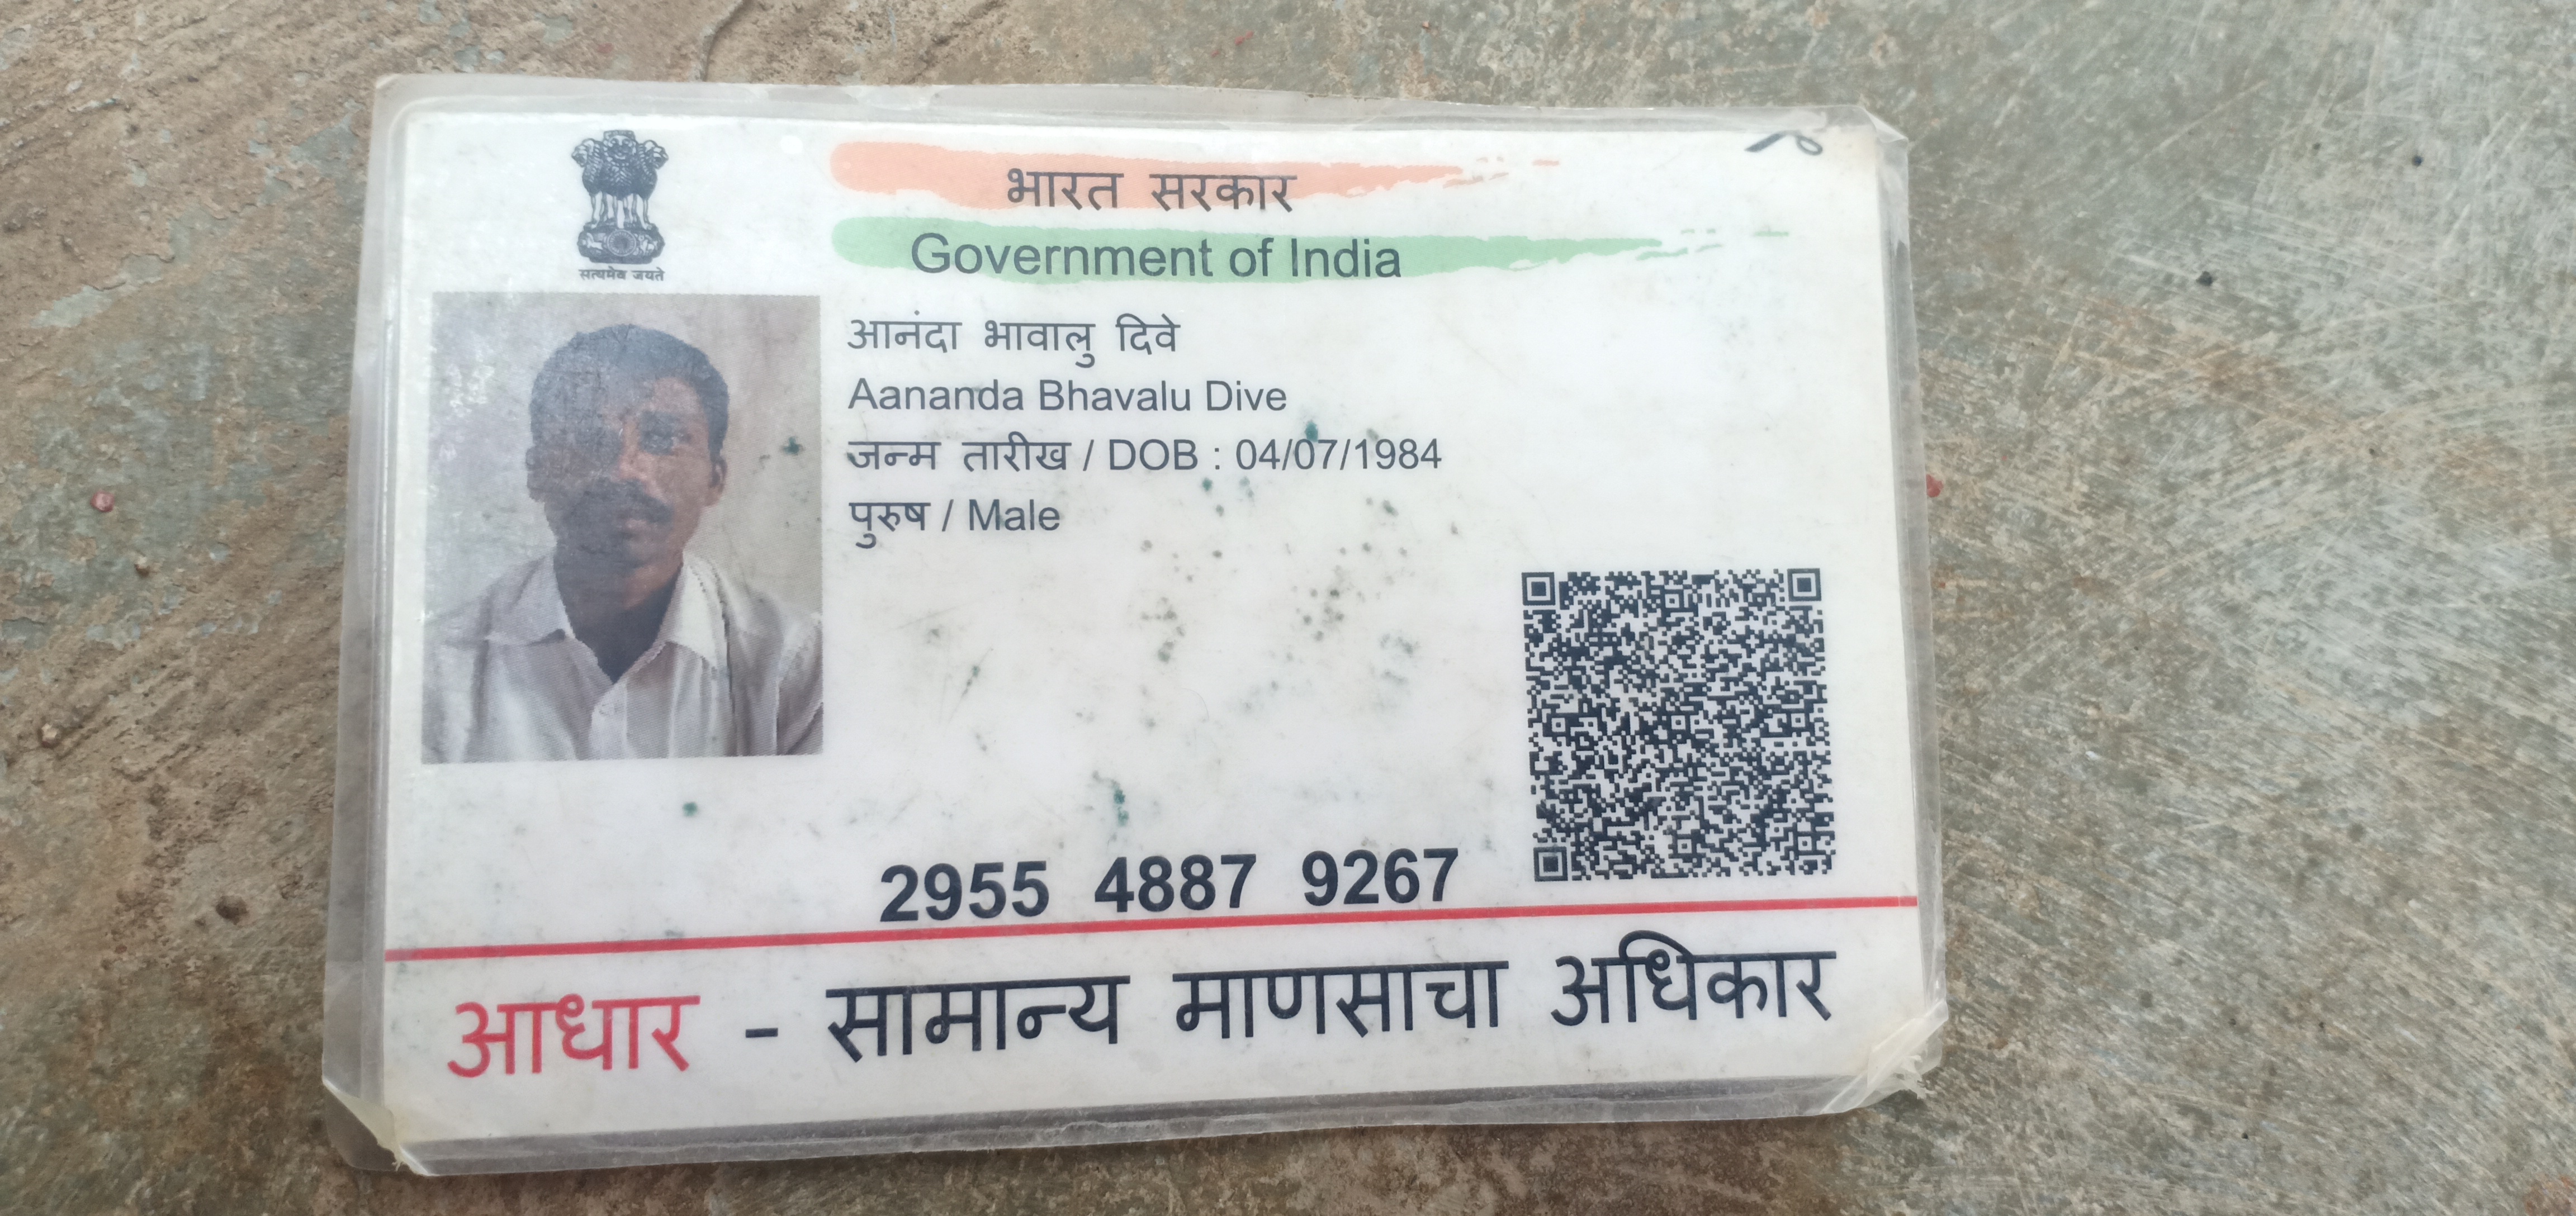 भारत सरकार
Government of India
सत्यमेव जयते
आनंदा भावालु दिवे
Aananda Bhavalu Dive
जन्म तारीख / DOB : 04/07/1984
पुरुष / Male
2955 4887 9267
आधार - सामान्य माणसाचा अधिकार